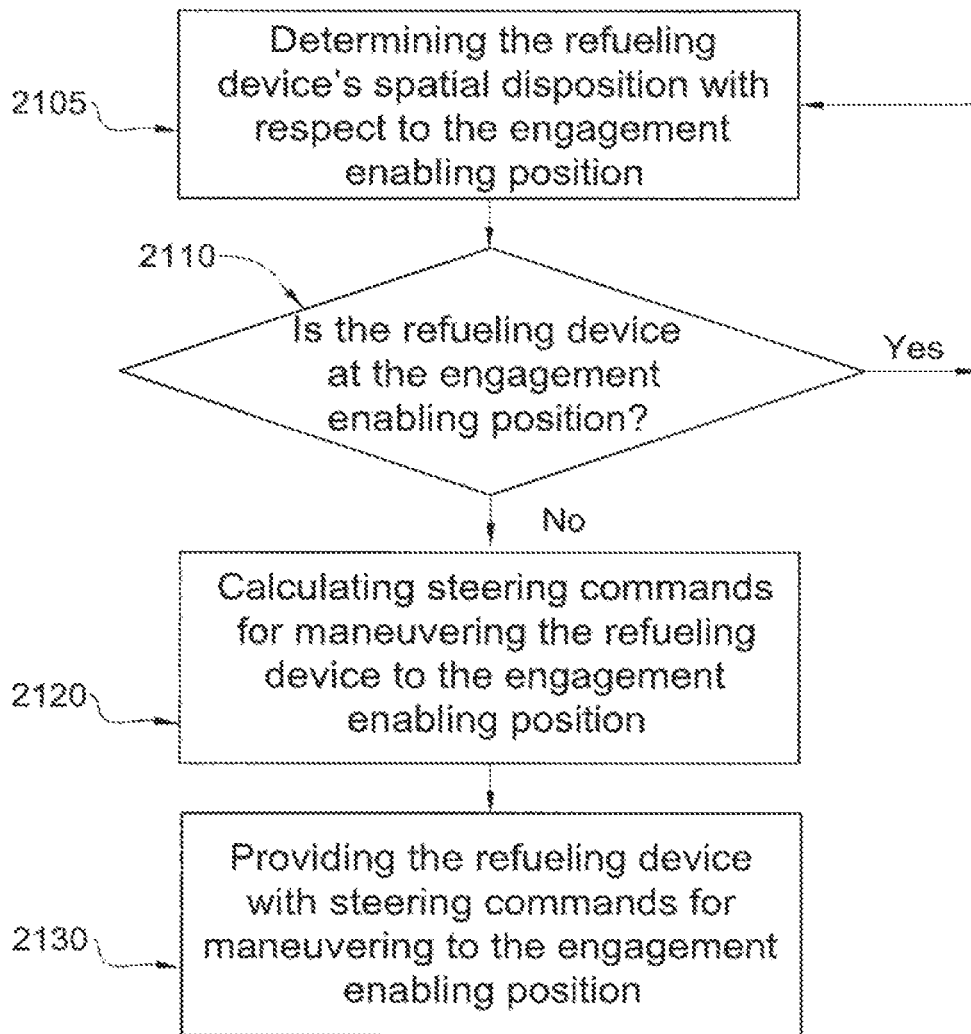 Determining the refueling
device's spatial disposition with
respect to the engagement
enabling position
2105
2110
Is the refueling device
at the engagement
enabling position?
Yes
No
Calculating steering commands
for maneuvering the refueling
device to the engagement
enabling position
2120
Providing the refueling device
with steering commands for
maneuvering to the engagement
enabling position
2130